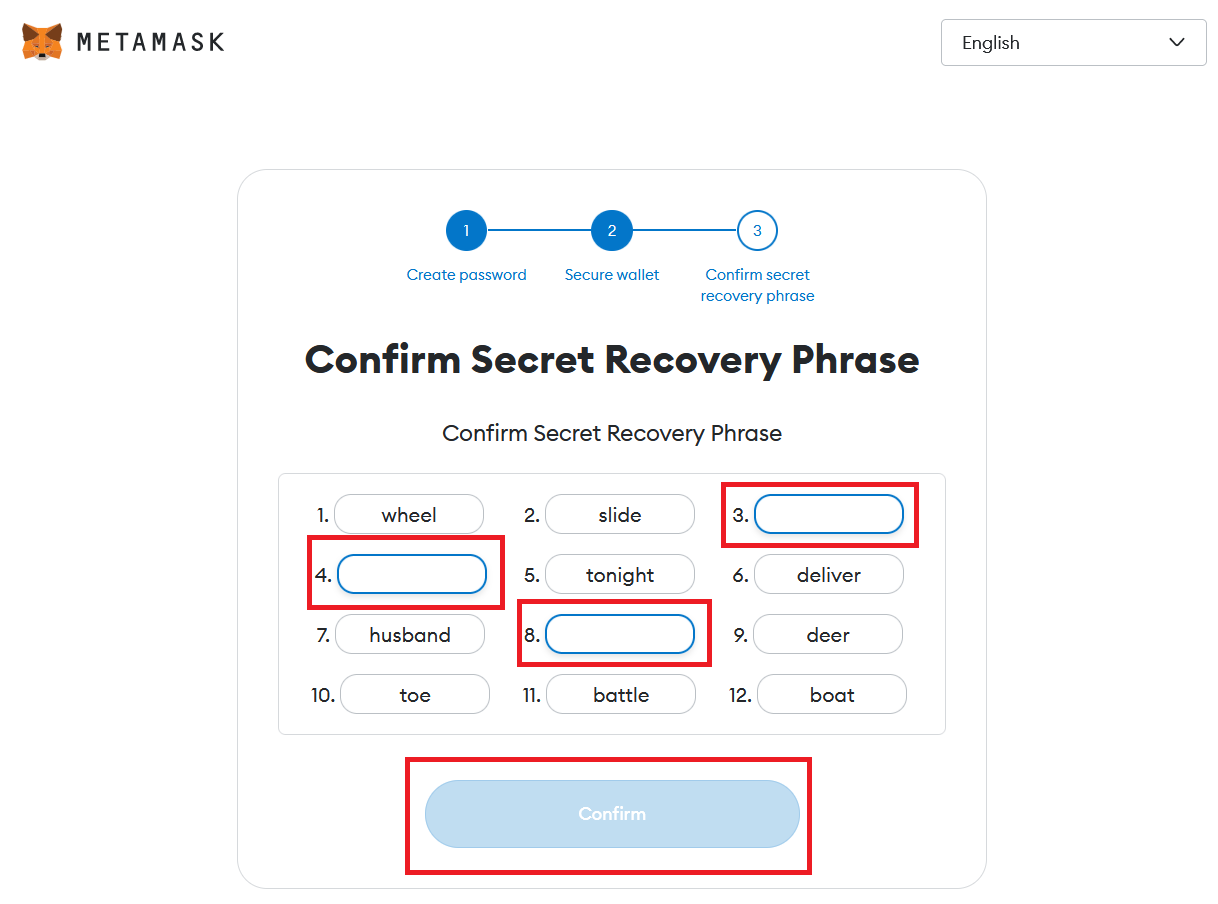 METAMASK
English
1 2 3
Create password Secure wallet Confirm secret
recovery phrase
Confirm Secret Recovery Phrase
Confirm Secret Recovery Phrase
1. wheel 2. slide 3.
4. 5. tonight 6. deliver
7. husband 8. 9. deer
10. toe 11. battle 12. boat
Confirm